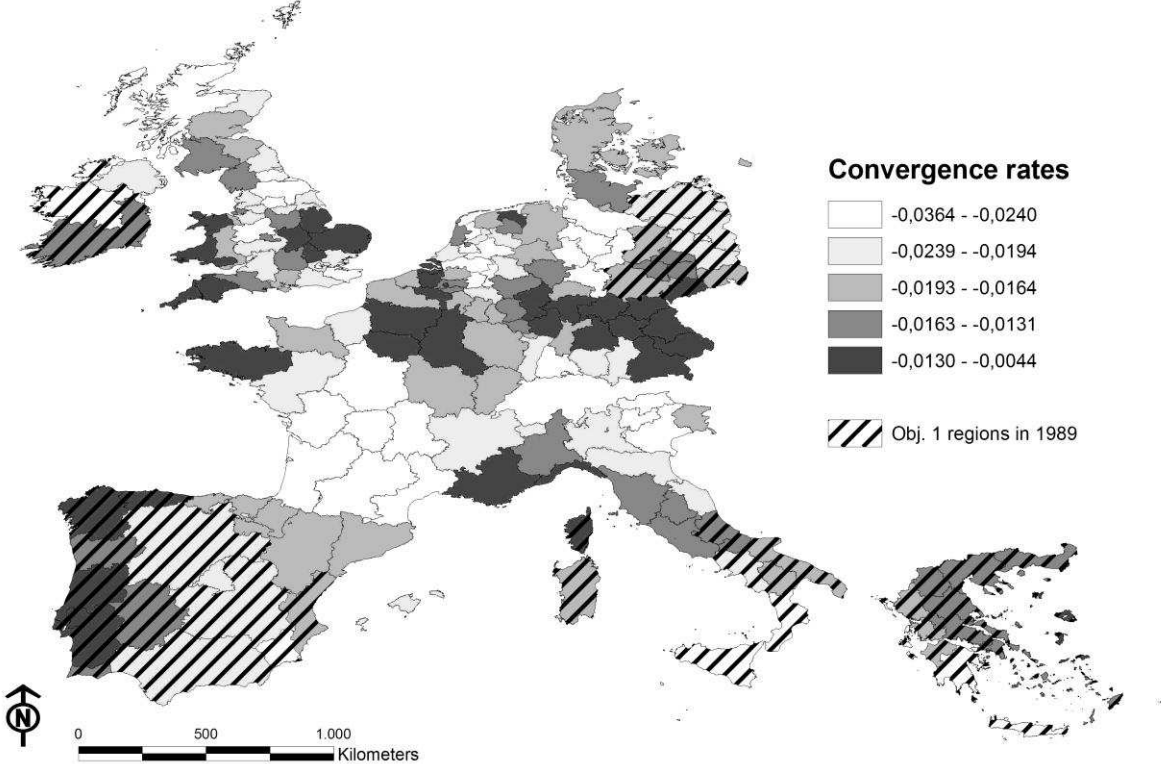 Convergence rates
-0,0364 - -0,0240
-0,0239 - -0,0194
-0,0193 - -0,0164
-0,0163 - -0,0131
-0,0130 - -0,0044
Obj. 1 regions in 1989
N
0 500 1.000
Kilometers